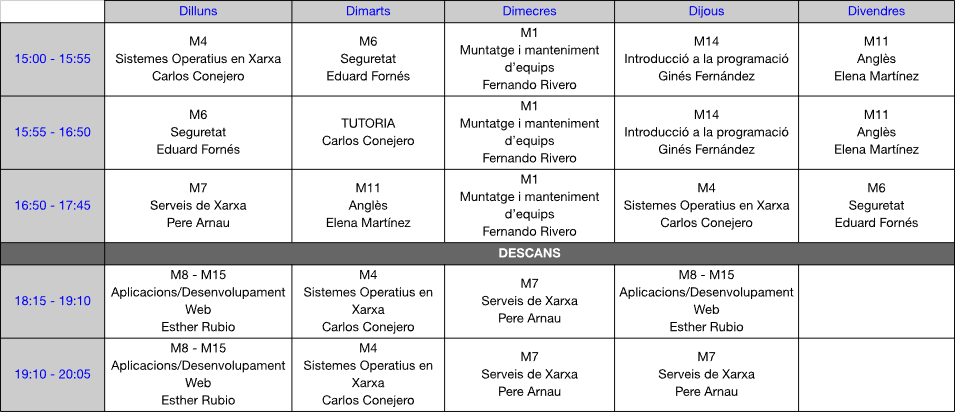 Dilluns Dimarts Dimecres Dijous Divendres
15:00 - 15:55
M4
Sistemes Operatius en Xarxa
Carlos Conejero
M6
Seguretat
Eduard Fornés
M1
Muntatge i manteniment
d'equips
Fernando Rivero
M14
Introducció a la programació
Ginés Fernández
M11
Anglès
Elena Martínez
15:55 - 16:50
M6
Seguretat
Eduard Fornés
TUTORIA
Carlos Conejero
M1
Muntatge i manteniment
d'equips
Fernando Rivero
M14
Introducció a la programació
Ginés Fernández
M11
Anglès
Elena Martínez
16:50 - 17:45
M7
Serveis de Xarxa
Pere Arnau
M11
Anglès
Elena Martínez
M1
Muntatge i manteniment
d'equips
Fernando Rivero
M4
Sistemes Operatius en Xarxa
Carlos Conejero
M6
Seguretat
Eduard Fornés
DESCANS
18:15 - 19:10
M8 - M15
Aplicacions/Desenvolupament
Web
Esther Rubio
M4
Sistemes Operatius en
Xarxa
Carlos Conejero
M7
Serveis de Xarxa
Pere Arnau
M8 - M15
Aplicacions/Desenvolupament
Web
Esther Rubio
19:10 - 20:05
M8 - M15
Aplicacions/Desenvolupament
Web
Esther Rubio
M4
Sistemes Operatius en
Xarxa
Carlos Conejero
M7
Serveis de Xarxa
Pere Arnau
M7
Serveis de Xarxa
Pere Arnau